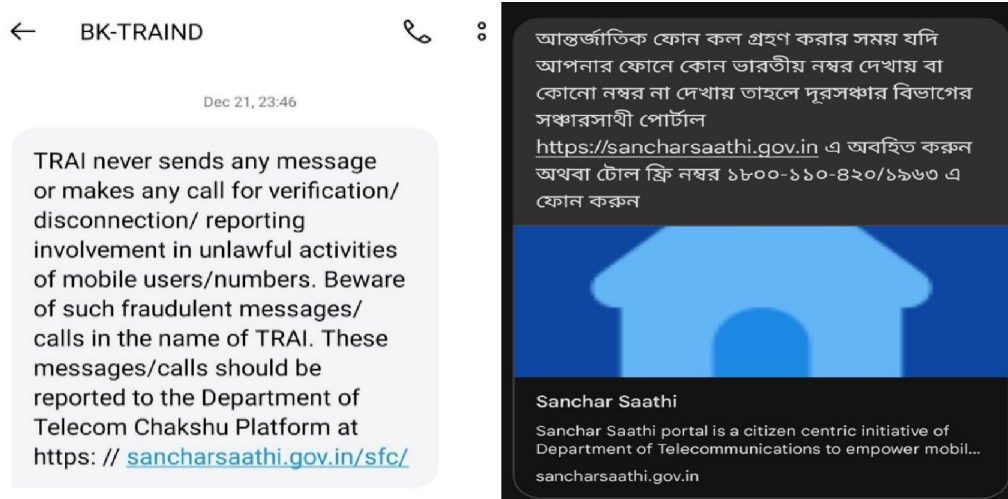 BK-TRAIND
Dec 21, 23:46
TRAI never sends any message
or makes any call for verification/
disconnection/ reporting
involvement in unlawful activities
of mobile users/numbers. Beware
of such fraudulent messages/
calls in the name of TRAI. These
messages/calls should be
reported to the Department of
Telecom Chakshu Platform at
https: // sancharsaathi.gov.in/sfc/
আন্তর্জাতিক ফোন কল গ্রহণ করার সময় যদি
আপনার ফোনে কোন ভারতীয় নম্বর দেখায় বা
কোনো নম্বর না দেখায় তাহলে দূরসঞ্চার বিভাগের
সঞ্চারসাথী পোর্টাল
https://sancharsaathi.gov.in এ অবহিত করুন
অথবা টোল ফ্রি নম্বর ১৮০০-১১০-৪২০/১৯৬৩ এ
ফোন করুন
Sanchar Saathi
Sanchar Saathi portal is a citizen centric initiative of
Department of Telecommunications to empower mobil...
sancharsaathi.gov.in